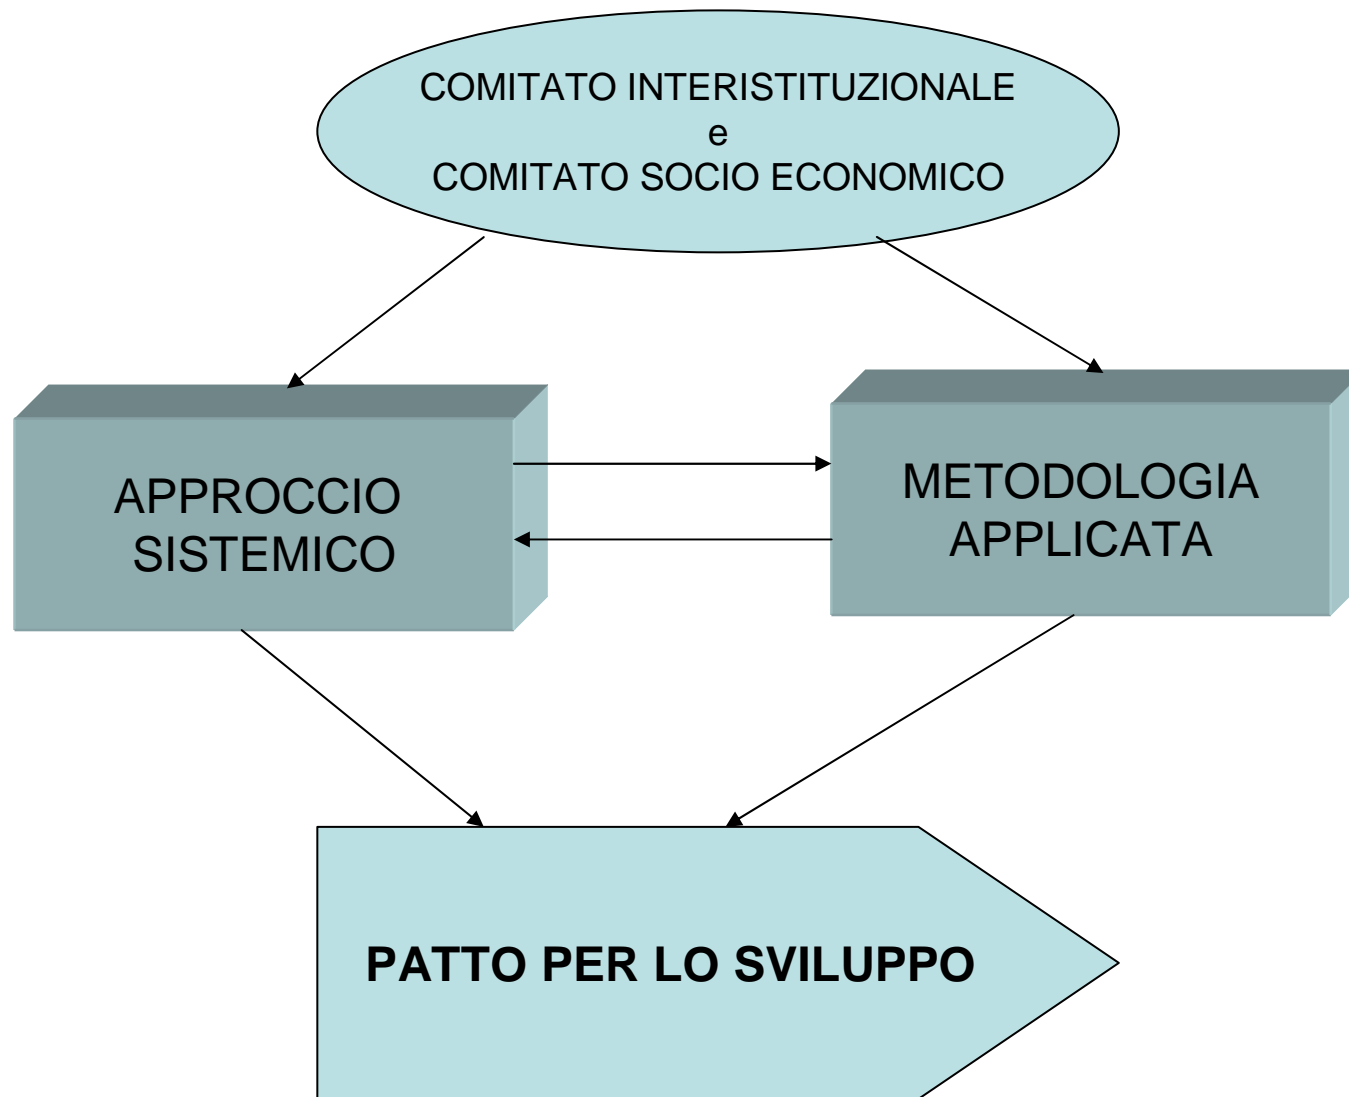 COMITATO INTERISTITUZIONALE
e
COMITATO SOCIO ECONOMICO
APPROCCIO
SISTEMICO
METODOLOGIA
APPLICATA
PATTO PER LO SVILUPPO